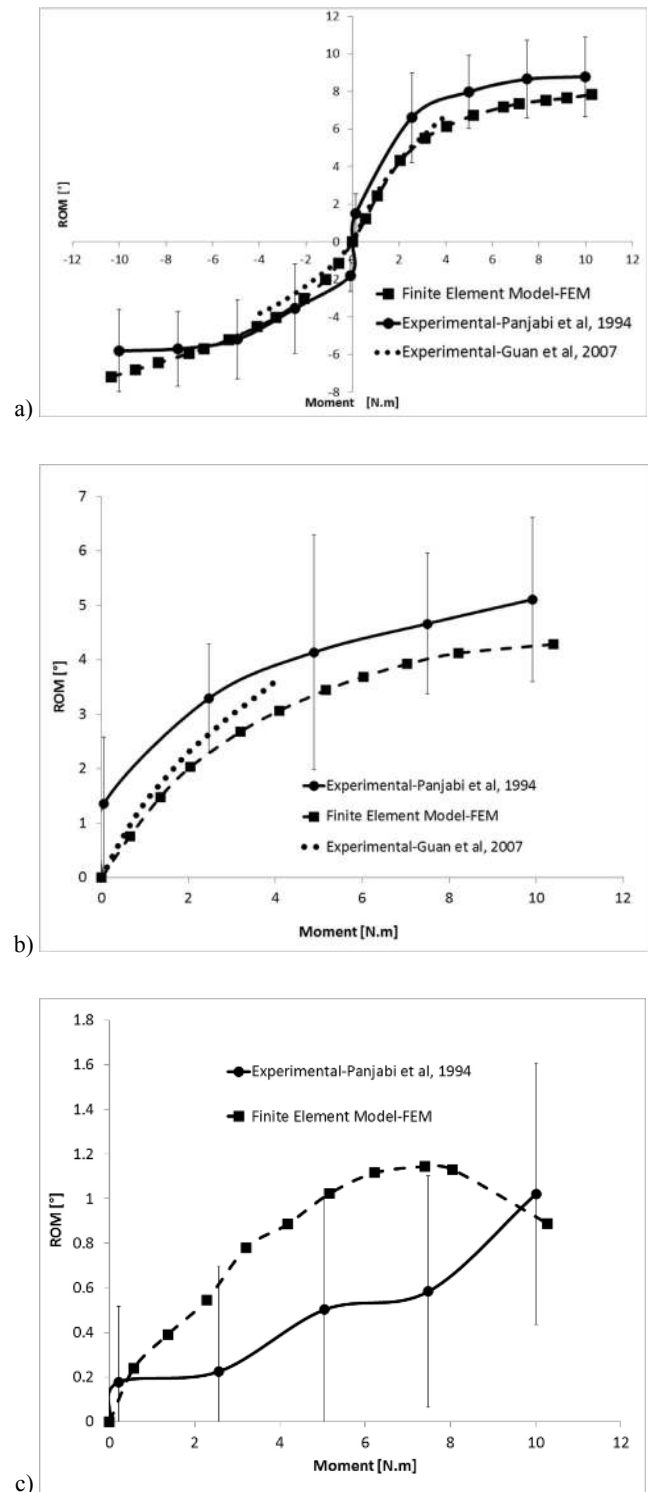 12
10
8
6
4
2
0
-2
-4
-6
-8
ROM [°]
-12 -10 -8 -6 -4 -2 0 2 4 6 8 10 12
Finite Element Model-FEM
Experimental-Panjabi et al, 1994
Experimental-Guan et al, 2007
Moment [N.m]
a)
7
6
5
4
3
2
1
0
ROM [°]
Experimental-Panjabi et al, 1994
Finite Element Model-FEM
Experimental-Guan et al, 2007
0 2 4 6 8 10 12
Moment [N.m]
b)
1.8
1.6
1.4
1.2
1
0.8
0.6
0.4
0.2
0
ROM [°]
Experimental-Panjabi et al, 1994
Finite Element Model-FEM
0 2 4 6 8 10 12
Moment [N.m]
c)